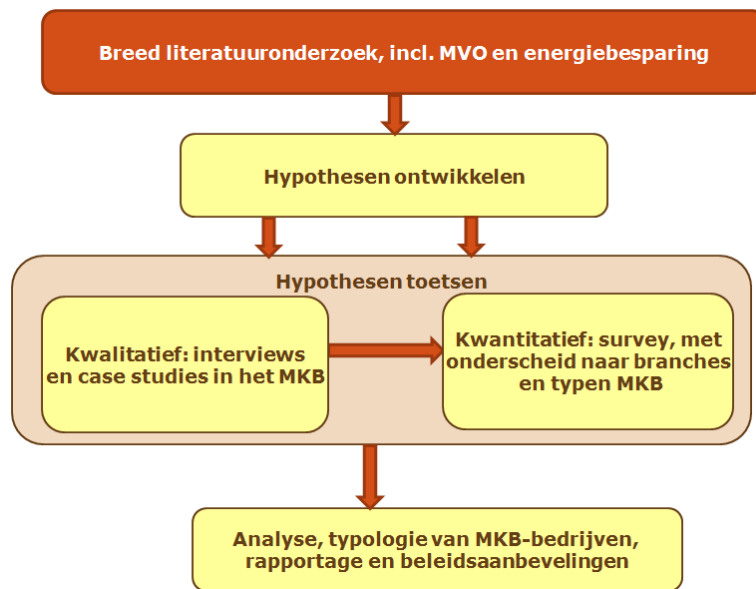 Breed literatuuronderzoek, incl. MVO en energiebesparing
Hypothesen ontwikkelen
Hypothesen toetsen
Kwalitatief: interviews
en case studies in het MKB
Kwantitatief: survey, met
onderscheid naar branches
en typen MKB
Analyse, typologie van MKB-bedrijven,
rapportage en beleidsaanbevelingen